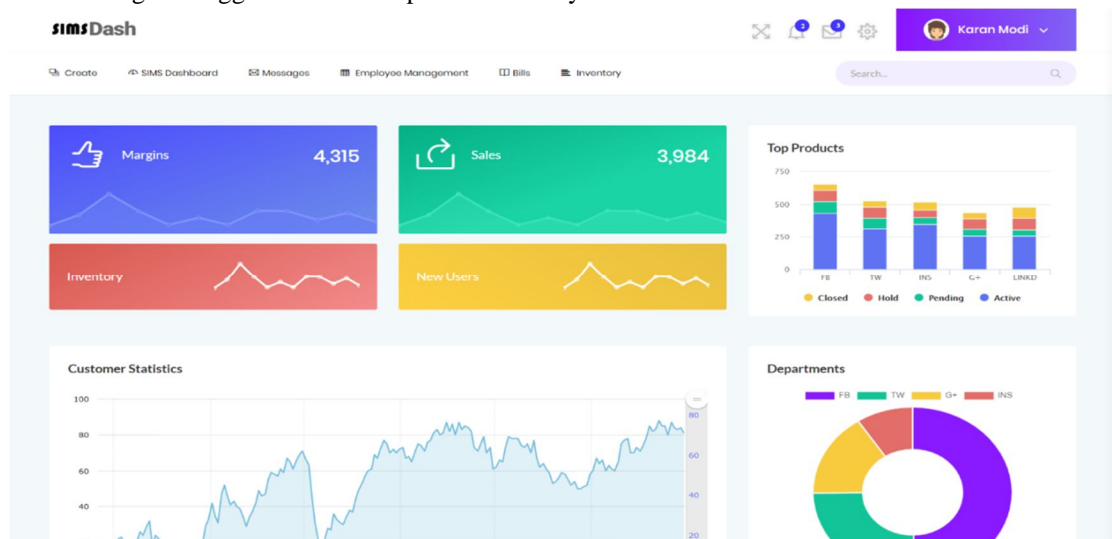 SIMSDash
2 3 Karan Modi
Create SIMS Dashboard Messages Employee Management Bills Inventory Search...
Margins 4,315
Sales 3,984
Top Products
750
500
250
0
FB TW INS G+ LINKD
Closed Hold Pending Active
Inventory
New Users
Customer Statistics
100
80
60
40
80
60
40
20
Departments
FB TW G+ INS